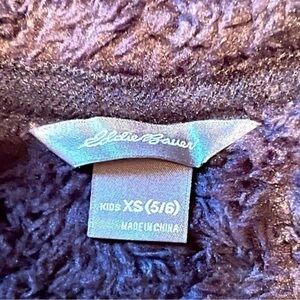 Eddie Bauer
KIDS XS (5/6)
MADE IN CHINA